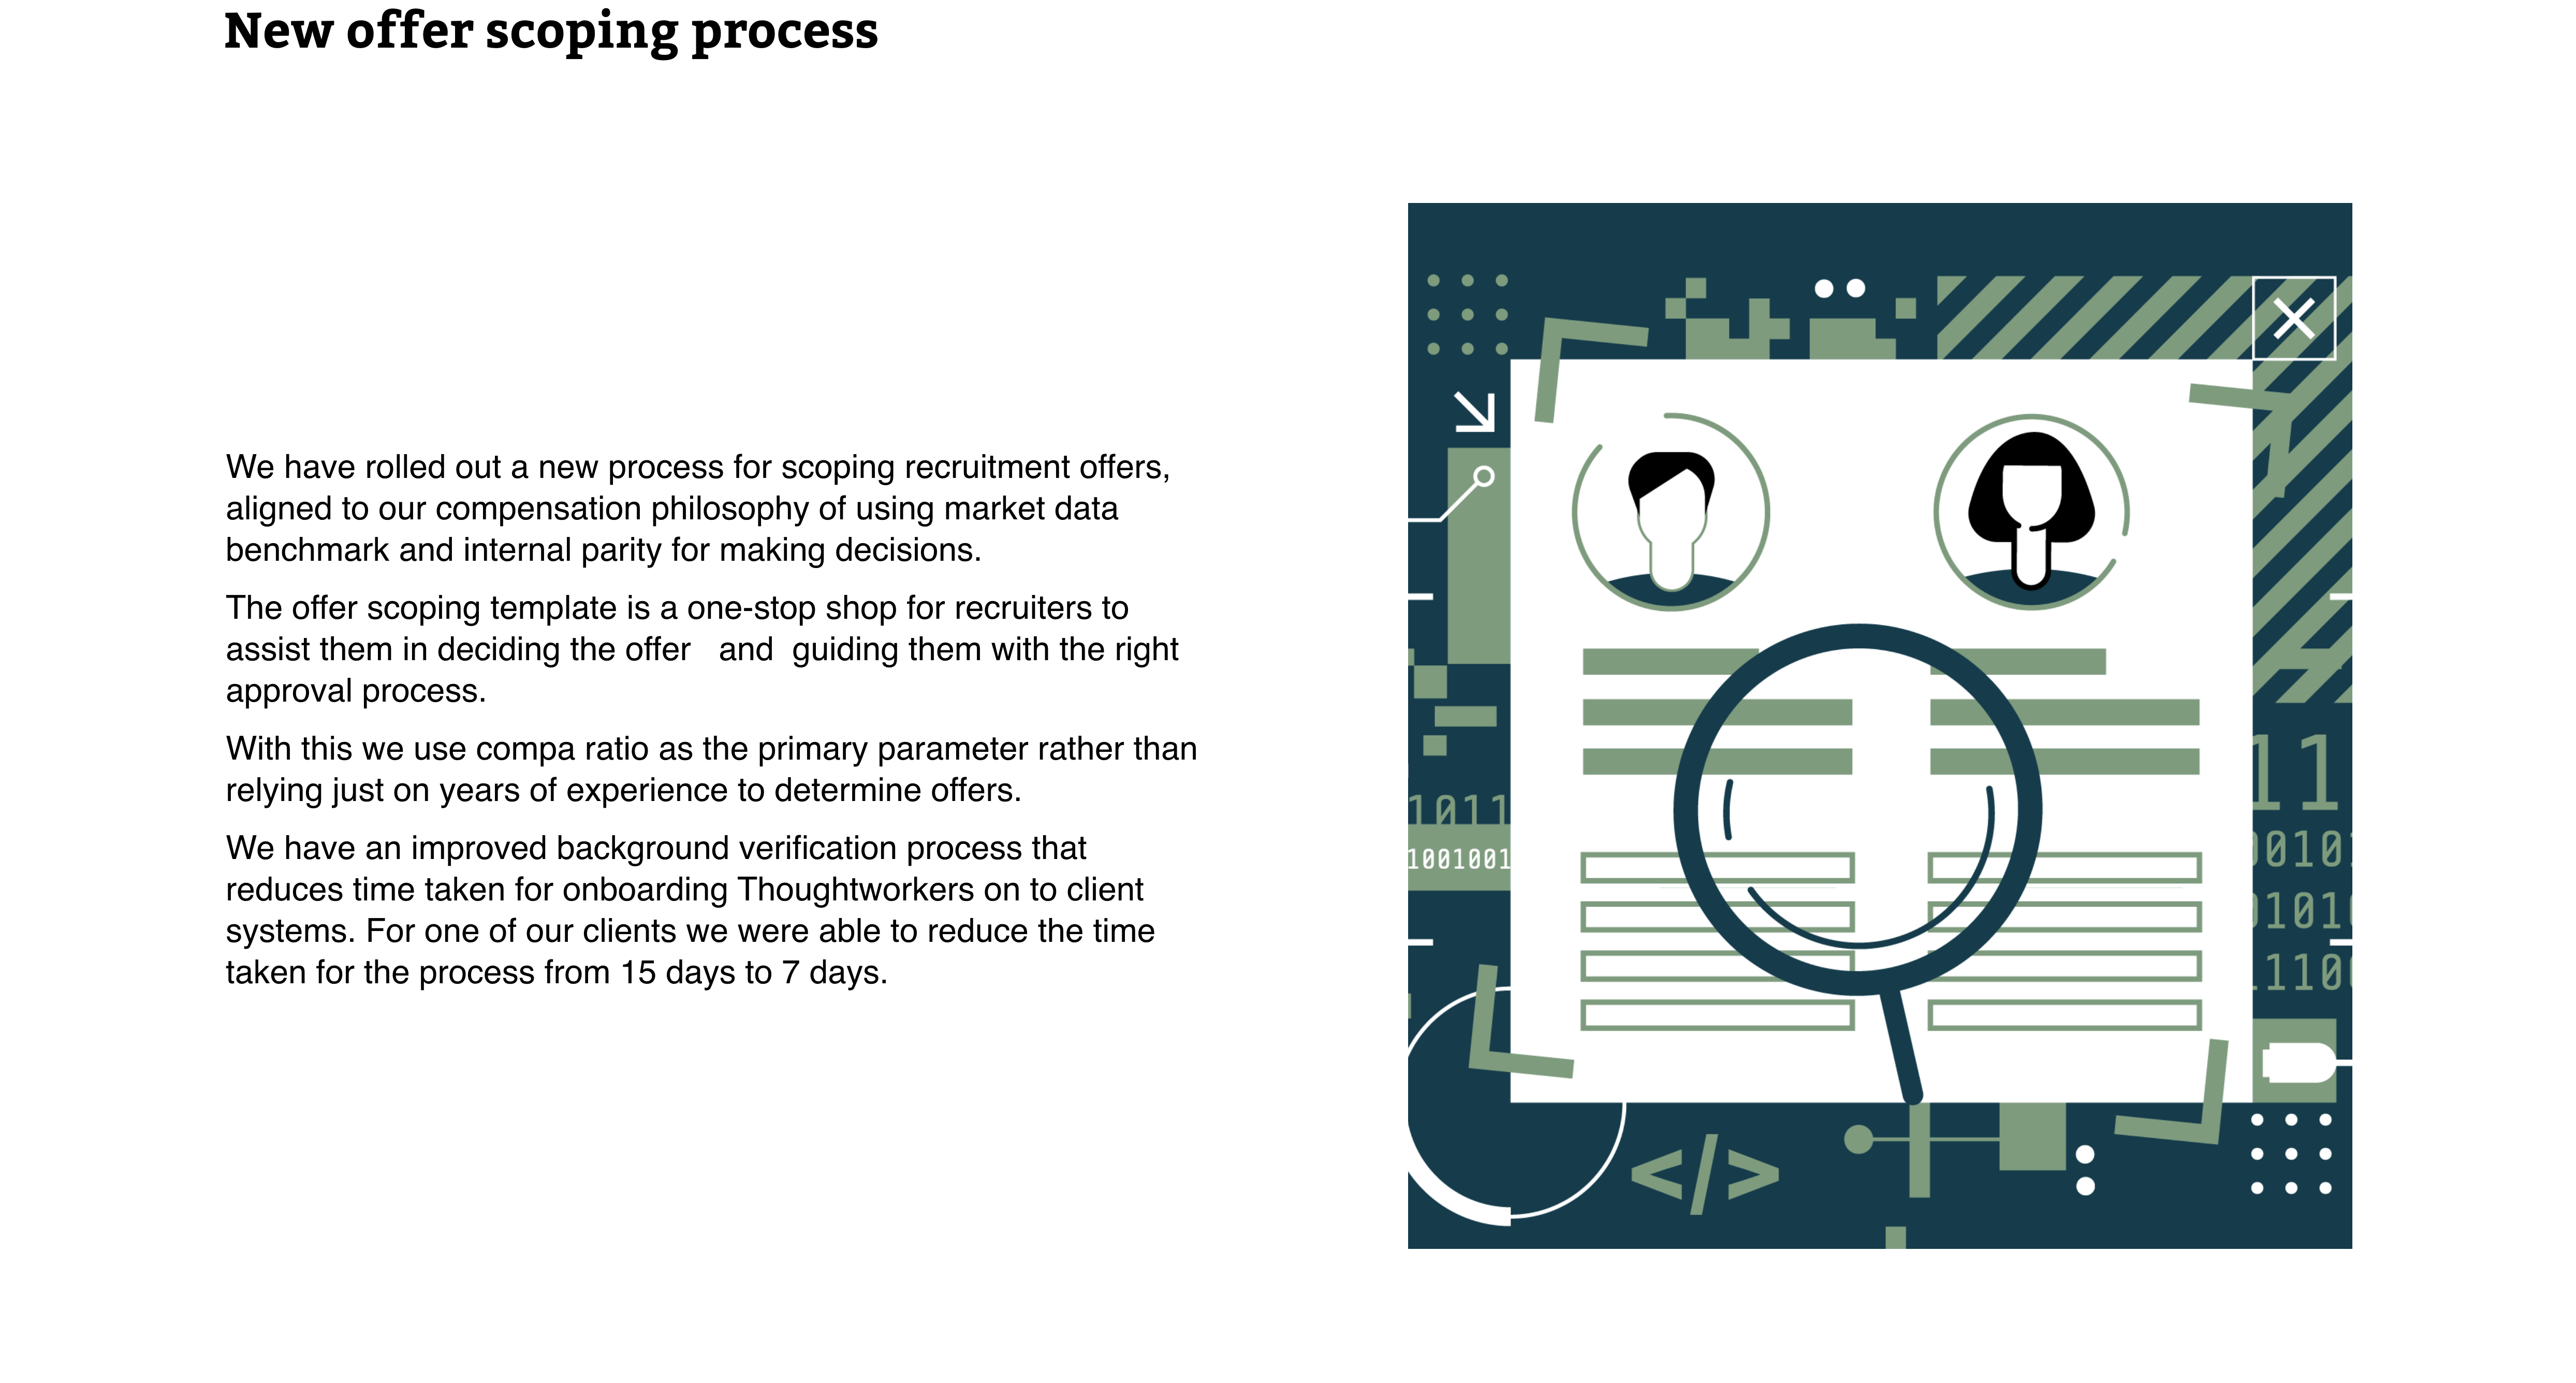 New offer scoping process
We have rolled out a new process for scoping recruitment offers,
aligned to our compensation philosophy of using market data
benchmark and internal parity for making decisions.
The offer scoping template is a one-stop shop for recruiters to
assist them in deciding the offer   and  guiding them with the right
approval process.
With this we use compa ratio as the primary parameter rather than
relying just on years of experience to determine offers.
We have an improved background verification process that
reduces time taken for onboarding Thoughtworkers on to client
systems. For one of our clients we were able to reduce the time
taken for the process from 15 days to 7 days.
1011
1001001
</>
11
0010
0101
1100